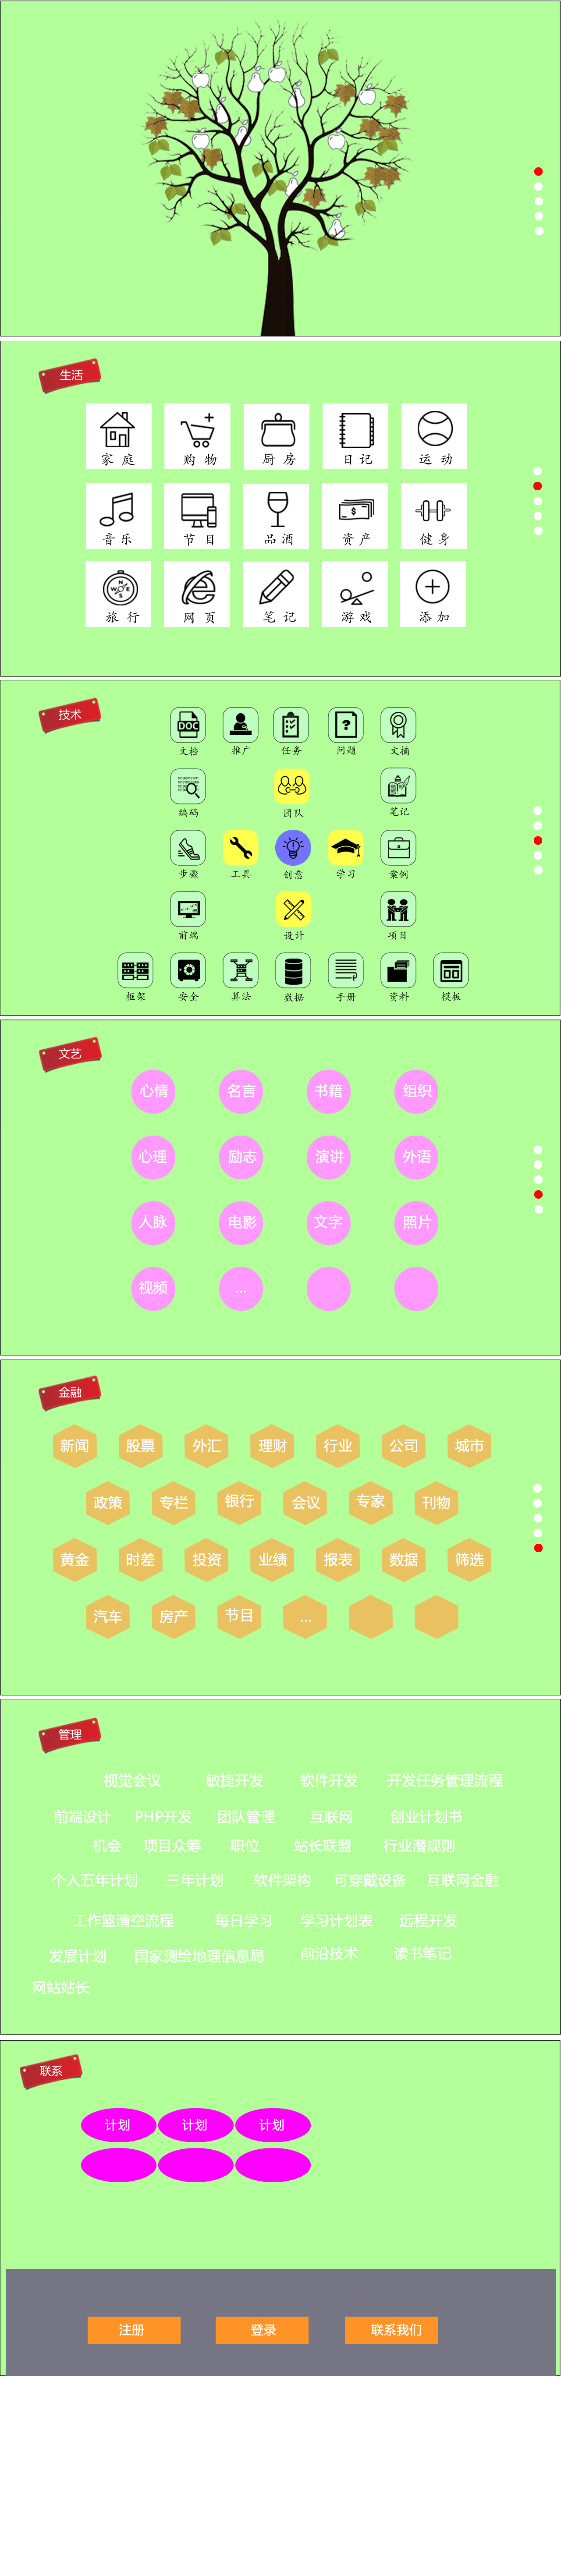 生活
家庭 购物 厨房 日记 运动
音乐 节目 品酒 资产 健身
旅行 网页 笔记 游戏 添加
技术
DOC ?
文档 推广 任务 问题 文摘
编码 团队 笔记
步骤 工具 创意 学习 案例
前端 设计 项目
框架 安全 算法 数据 手册 资料 模板
文艺
心情 名言 书籍 组织
心理 励志 演讲 外语
人脉 电影 文字 照片
视频 ...
金融
新闻 股票 外汇 理财 行业 公司 城市
政策 专栏 银行 会议 专家 刊物
黄金 时差 投资 业绩 报表 数据 筛选
汽车 房产 节目 ...
管理
视觉会议 敏捷开发 软件开发 开发任务管理流程
前端设计 PHP开发 团队管理 互联网 创业计划书
机会 项目众筹 职位 站长联盟 行业潜规则
个人五年计划 三年计划 软件架构 可穿戴设备 互联网金融
工作篮清空流程 每日学习 学习计划表 远程开发
发展计划 国家测绘地理信息局 前沿技术 读书笔记
网站站长
联系
计划 计划 计划
注册 登录 联系我们